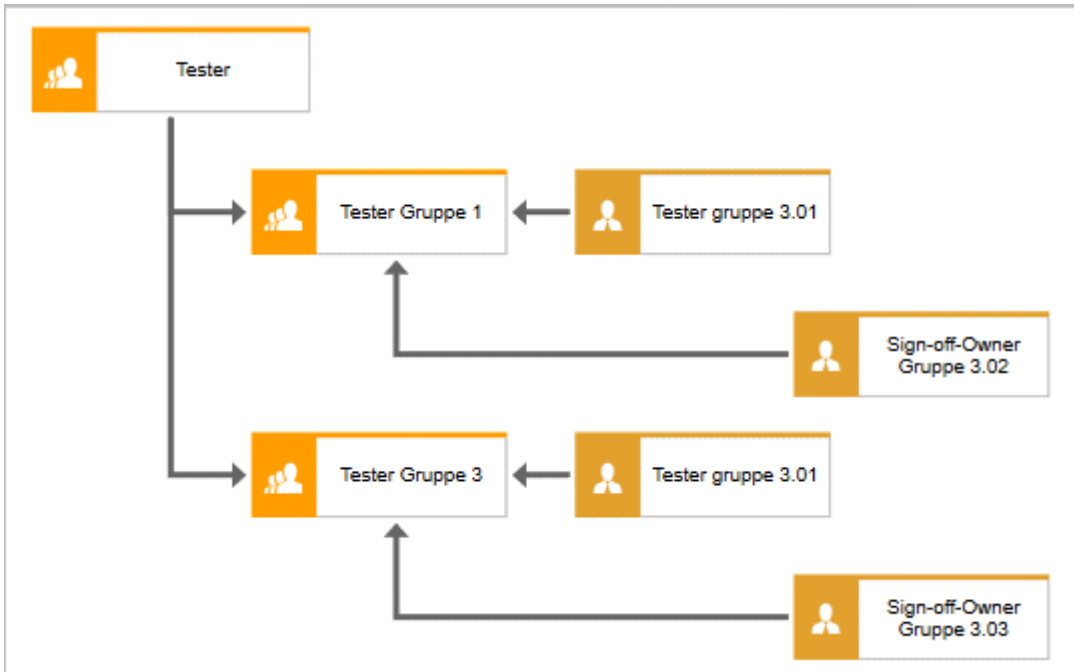 Tester
Tester Gruppe 1
Tester gruppe 3.01
Sign-off-Owner
Gruppe 3.02
Tester Gruppe 3
Tester gruppe 3.01
Sign-off-Owner
Gruppe 3.03